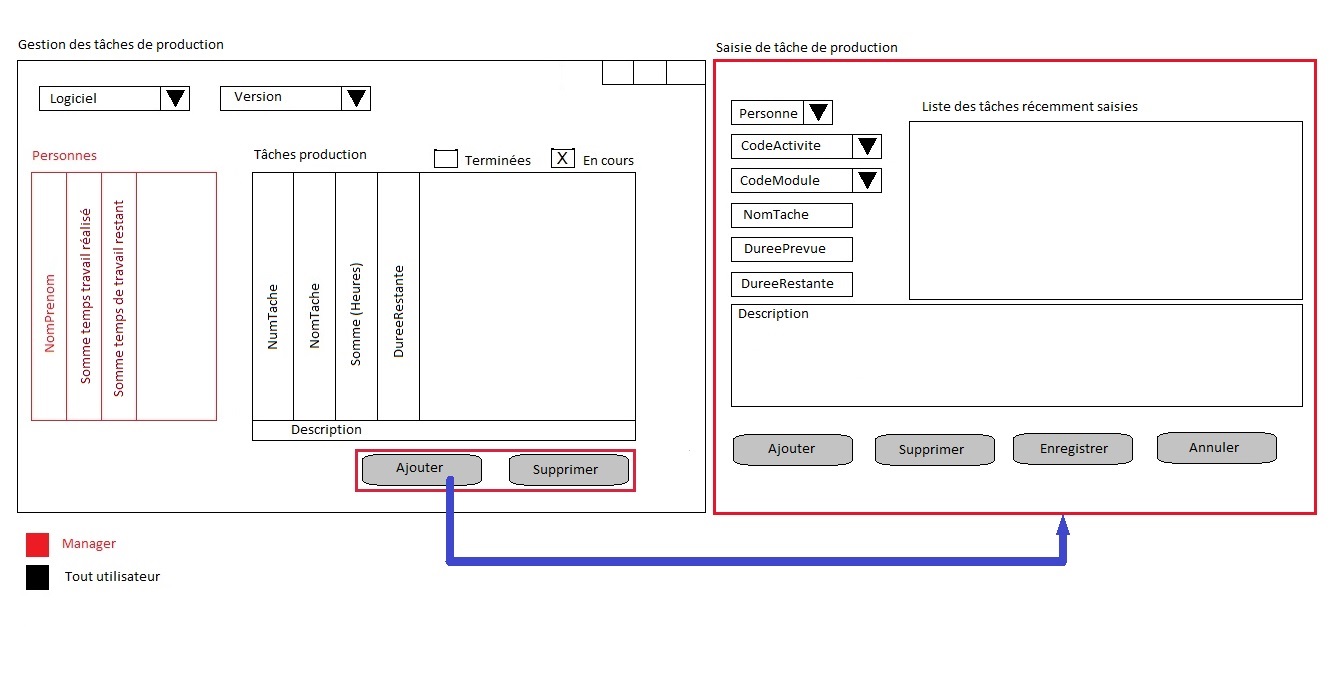 Gestion des tâches de production
Logiciel
Version
Personnes
NomPrenom
Somme temps travail réalisé
Somme temps de travail restant
Tâches production
Terminées
X
En cours
NumTache
NomTache
Somme (Heures)
DureeRestante
Description
Ajouter
Supprimer
Manager
Tout utilisateur
Saisie de tâche de production
Personne
CodeActivite
CodeModule
NomTache
DureePrevue
DureeRestante
Liste des tâches récemment saisies
Description
Ajouter
Supprimer
Enregistrer
Annuler